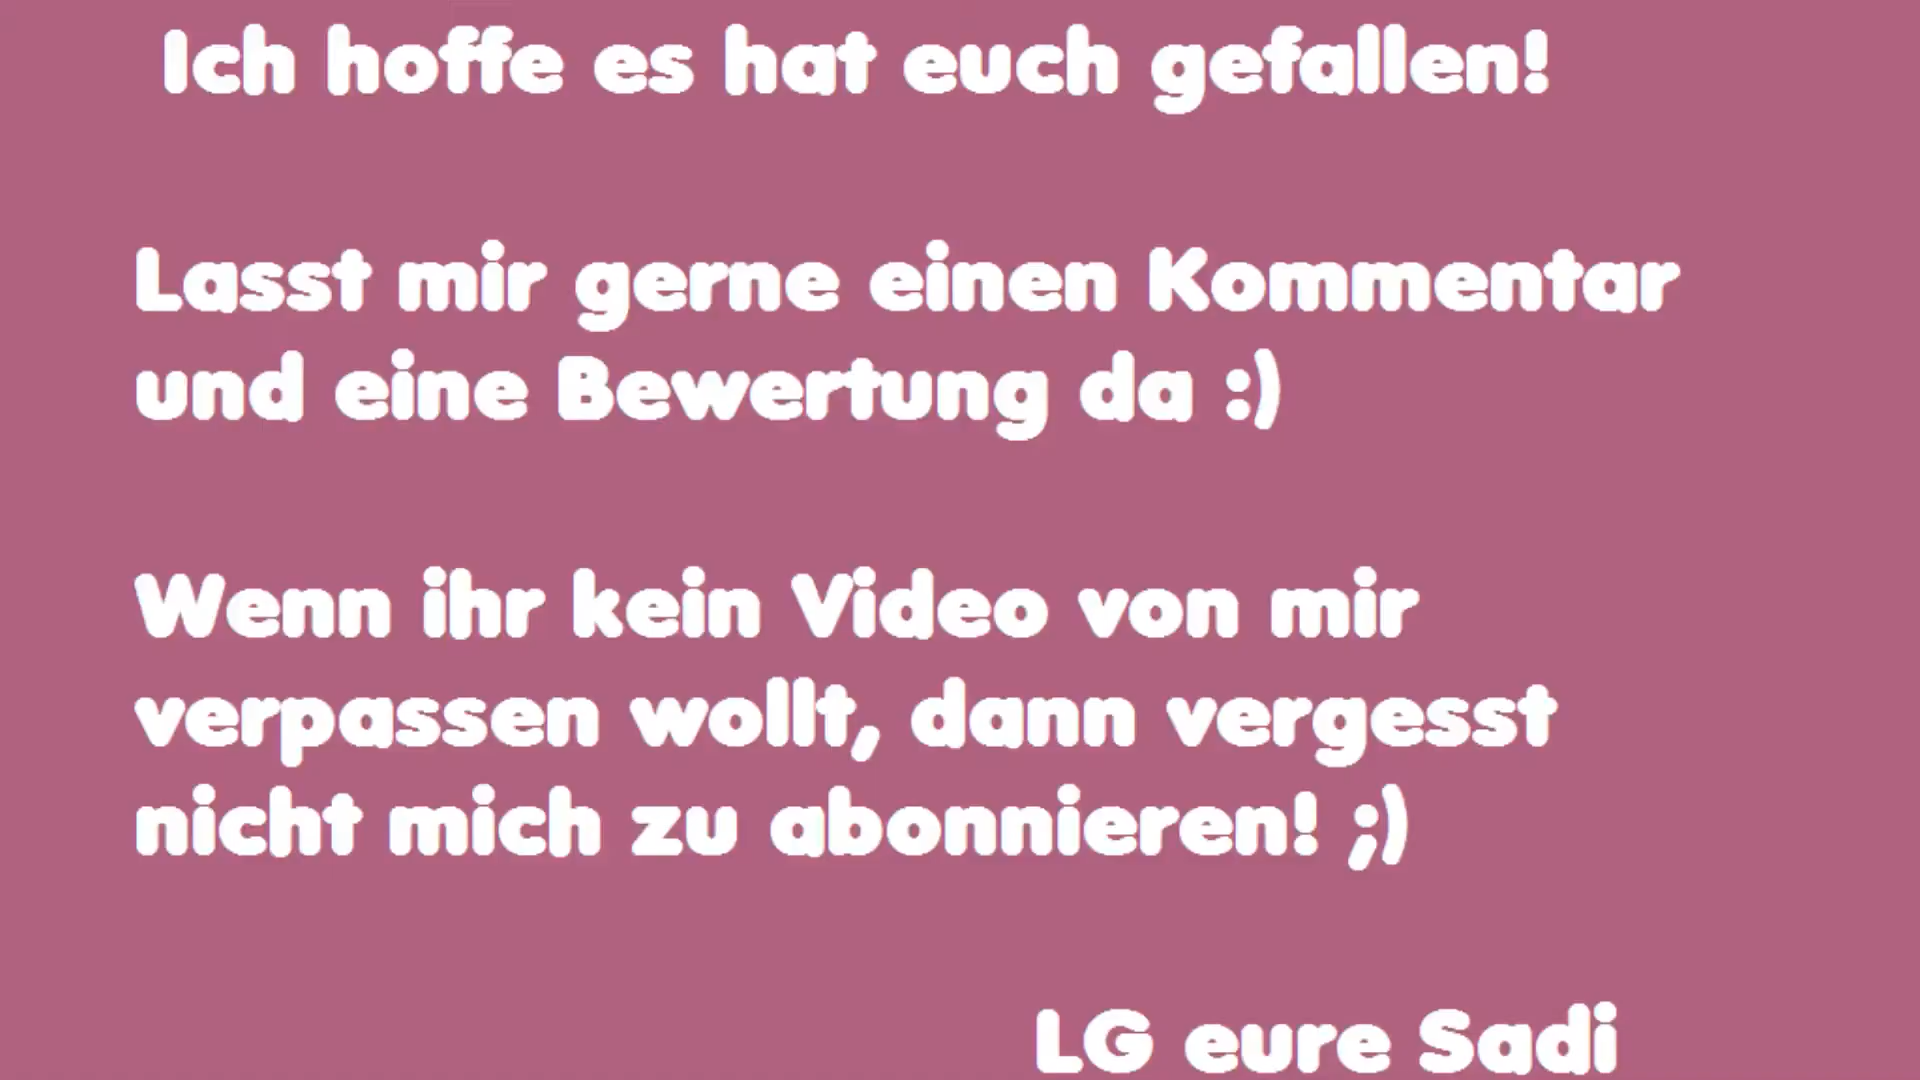 Ich hoffe es hat euch gefallen!
Lasst mir gerne einen Kommentar
und eine Bewertung da :)
Wenn ihr kein Video von mir
verpassen wollt, dann vergesst
nicht mich zu abonnieren! ;)
LG eure Sadi